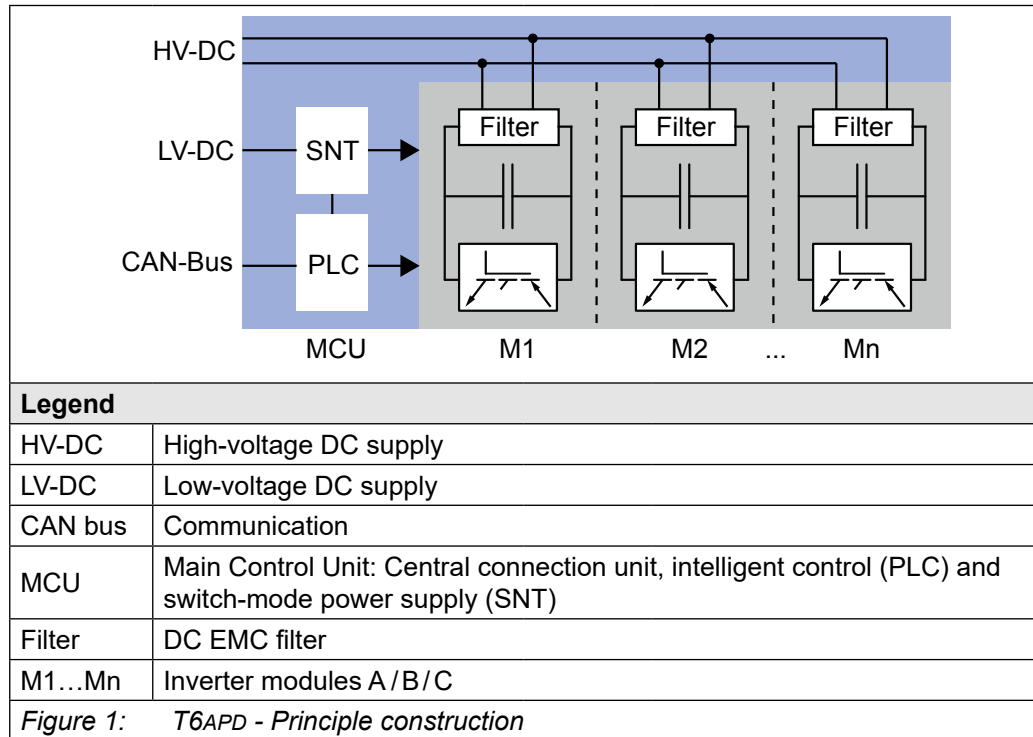 HV-DC
Filter Filter Filter
LV-DC SNT
CAN-Bus PLC
MCU M1 M2 ... Mn
Legend
HV-DC High-voltage DC supply
LV-DC Low-voltage DC supply
CAN bus Communication
MCU Main Control Unit: Central connection unit, intelligent control (PLC) and
switch-mode power supply (SNT)
Filter DC EMC filter
M1…Mn Inverter modules A / B / C
Figure 1: T6APD - Principle construction